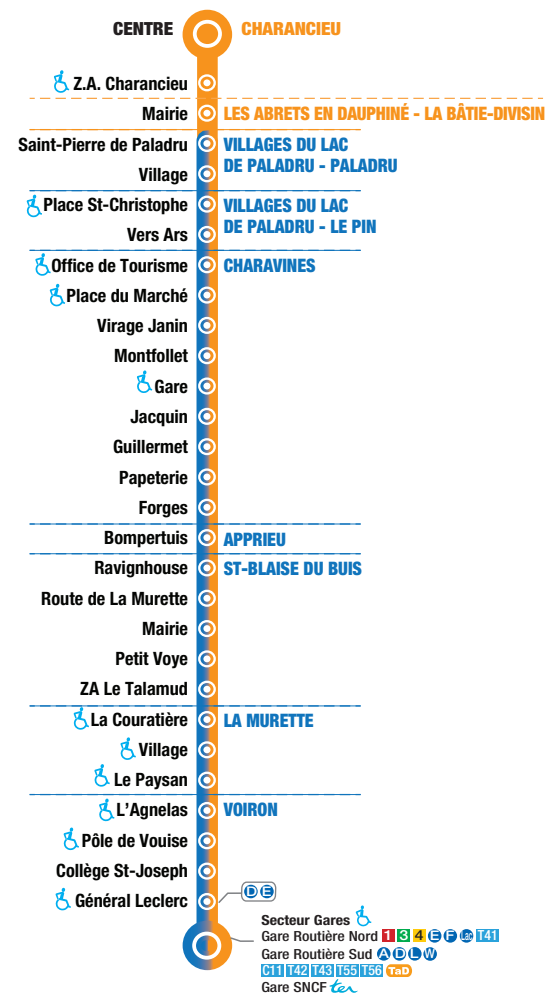 CENTRE CHARANCIEU
Z.A. Charancieu
Mairie LES ABRETS EN DAUPHINÉ - LA BÂTIE-DIVISIN
Saint-Pierre de Paladru VILLAGES DU LAC
DE PALADRU - PALADRU
Village
Place St-Christophe VILLAGES DU LAC
DE PALADRU - LE PIN
Vers Ars
Office de Tourisme CHARAVINES
Place du Marché
Virage Janin
Montfollet
Gare
Jacquin
Guillermet
Papeterie
Forges
Bompertuis APPRIEU
Ravignhouse ST-BLAISE DU BUIS
Route de La Murette
Mairie
Petit Voye
ZA Le Talamud
La Couratière LA MURETTE
Village
Le Paysan
L'Agnelas VOIRON
Pôle de Vouise
Collège St-Joseph
Général Leclerc D E
Secteur Gares
Gare Routière Nord 1 3 4 E F Lac T41
Gare Routière Sud A D L W
C11 T42 T43 T55 T56 TaD
Gare SNCF ter